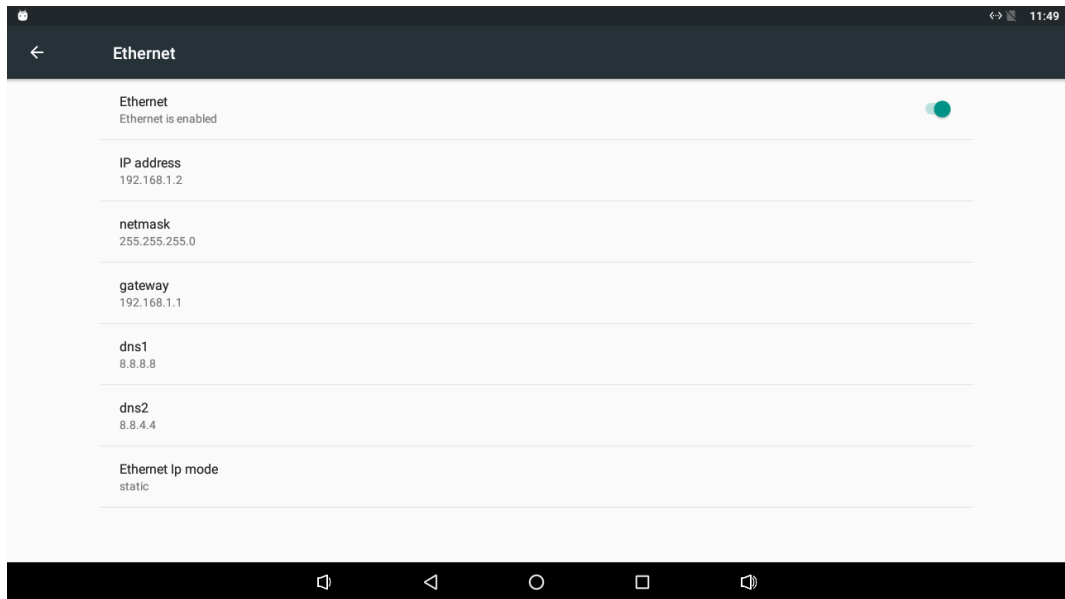 11:49
Ethernet
Ethernet
Ethernet is enabled
IP address
192.168.1.2
netmask
255.255.255.0
gateway
192.168.1.1
dns1
8.8.8.8
dns2
8.8.4.4
Ethernet Ip mode
static